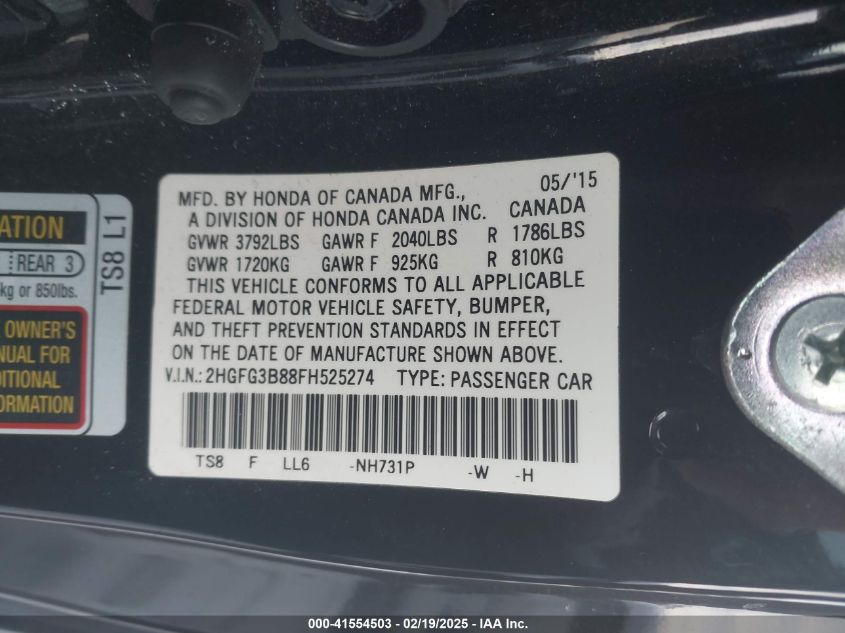 MFD. BY HONDA OF CANADA MFG., 05/'15
A DIVISION OF HONDA CANADA INC. CANADA
GVWR 3792LBS GAWR F 2040LBS R 1786LBS
GVWR 1720KG GAWR F 925KG R 810KG
THIS VEHICLE CONFORMS TO ALL APPLICABLE
FEDERAL MOTOR VEHICLE SAFETY, BUMPER,
AND THEFT PREVENTION STANDARDS IN EFFECT
ON THE DATE OF MANUFACTURE SHOWN ABOVE.
V.I.N.: 2HGFG3B88FH525274 TYPE: PASSENGER CAR
TS8 F LL6 -NH731P -W -H
ATION
REAR 3
kg or 850lbs.
OWNER'S
NUAL FOR
DITIONAL
FORMATION
TS8 L1
000-41554503 - 02/19/2025 - IAA Inc.